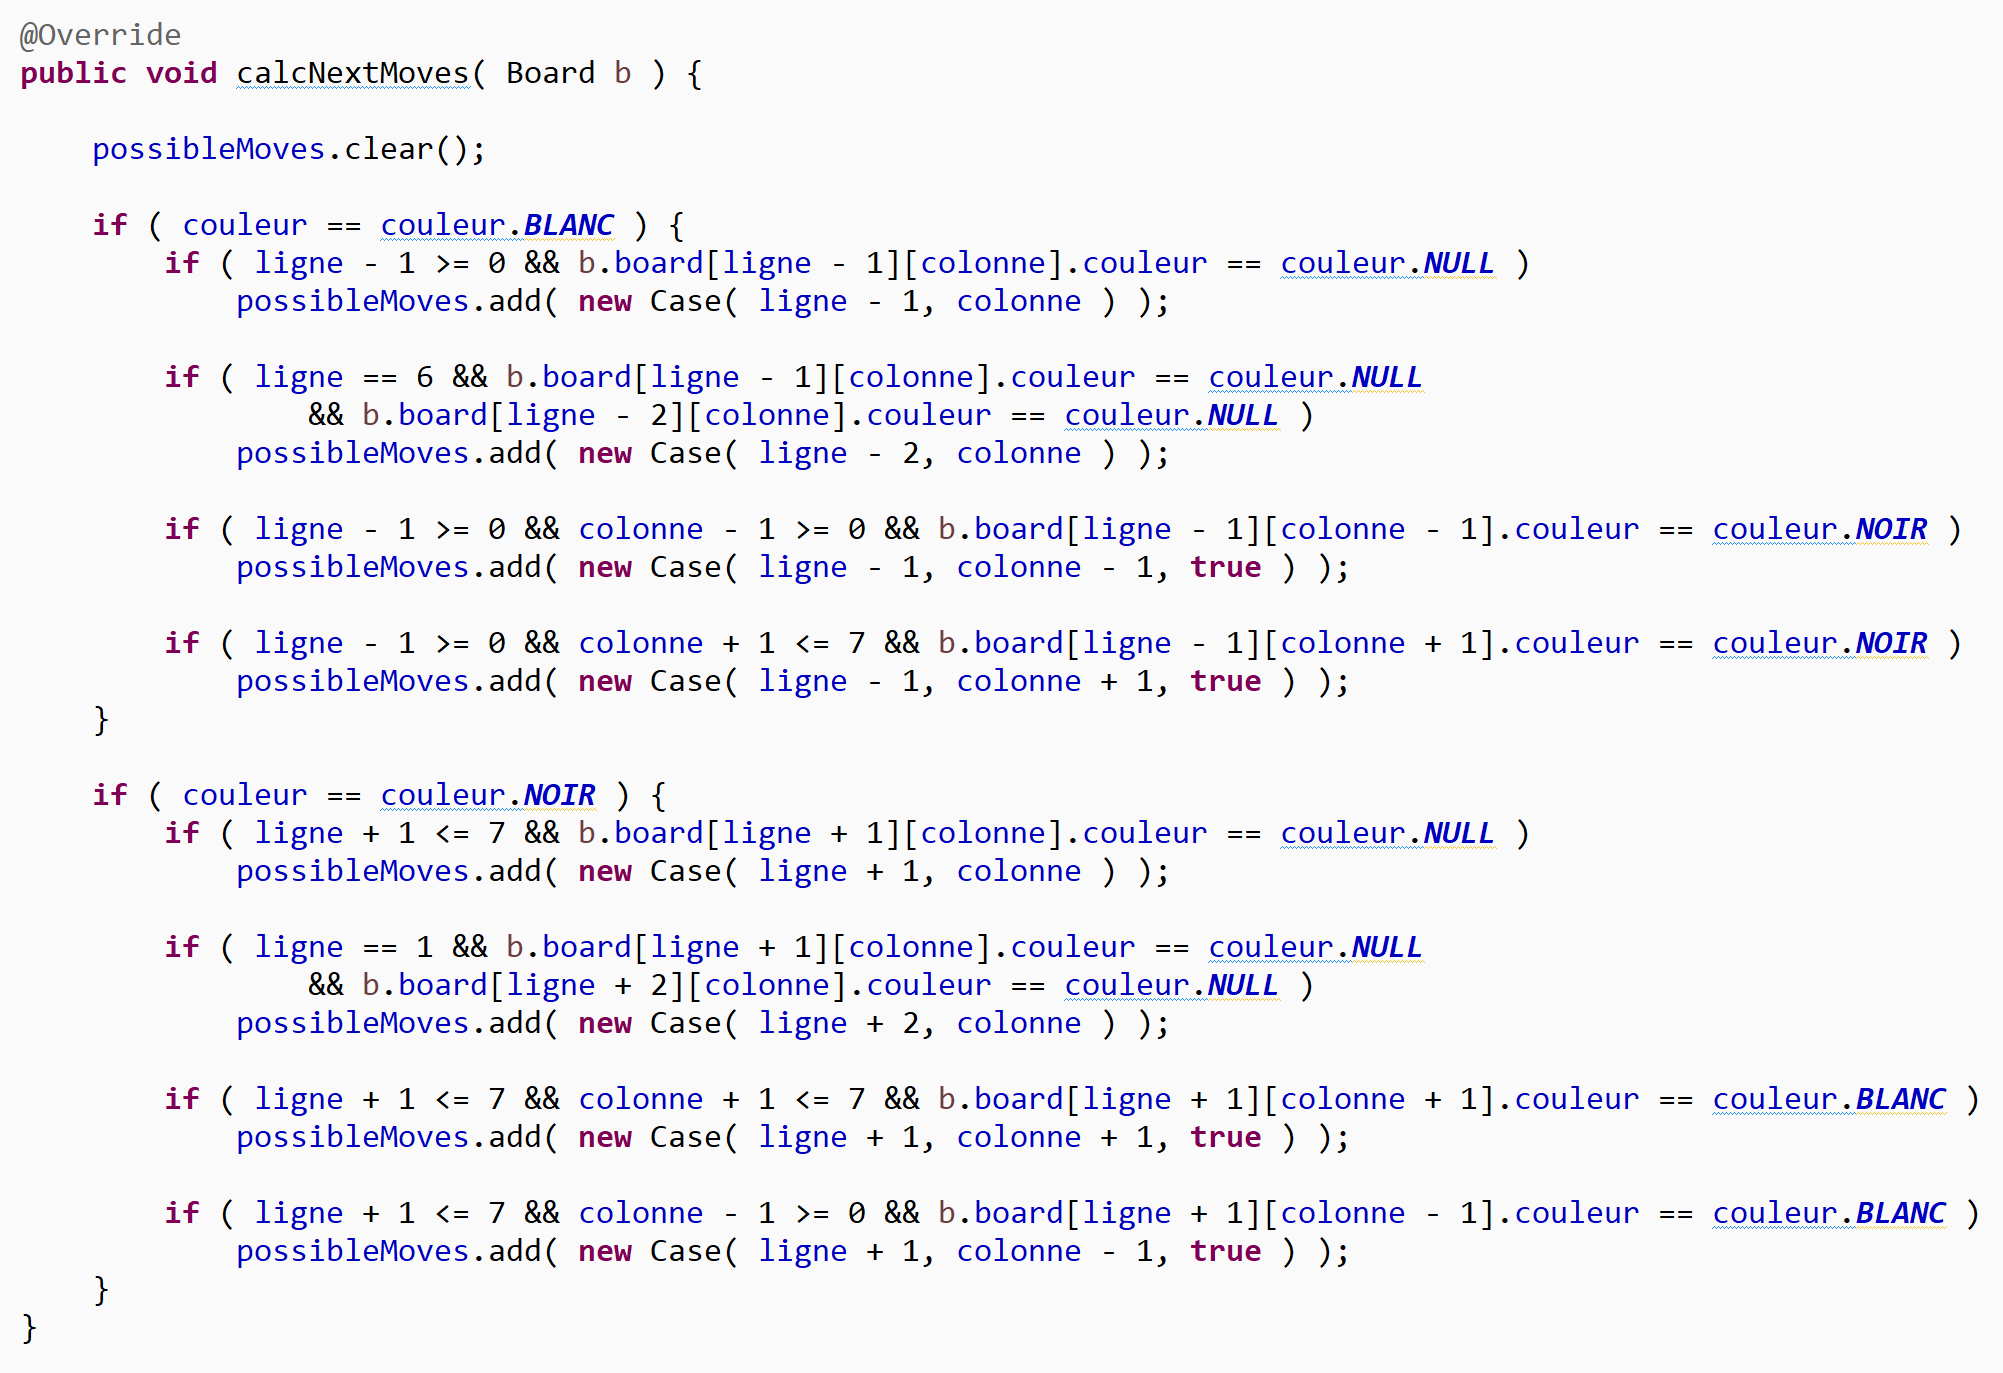 @Override
public void calcNextMoves( Board b ) {
possibleMoves.clear();
if ( couleur == couleur.BLANC ) {
if ( ligne - 1 >= 0 && b.board[ligne - 1][colonne].couleur == couleur.NULL )
possibleMoves.add( new Case( ligne - 1, colonne ) );
if ( ligne == 6 && b.board[ligne - 1][colonne].couleur == couleur.NULL
&& b.board[ligne - 2][colonne].couleur == couleur.NULL )
possibleMoves.add( new Case( ligne - 2, colonne ) );
if ( ligne - 1 >= 0 && colonne - 1 >= 0 && b.board[ligne - 1][colonne - 1].couleur == couleur.NOIR )
possibleMoves.add( new Case( ligne - 1, colonne - 1, true ) );
if ( ligne - 1 >= 0 && colonne + 1 <= 7 && b.board[ligne - 1][colonne + 1].couleur == couleur.NOIR )
possibleMoves.add( new Case( ligne - 1, colonne + 1, true ) );
}
if ( couleur == couleur.NOIR ) {
if ( ligne + 1 <= 7 && b.board[ligne + 1][colonne].couleur == couleur.NULL )
possibleMoves.add( new Case( ligne + 1, colonne ) );
if ( ligne == 1 && b.board[ligne + 1][colonne].couleur == couleur.NULL
&& b.board[ligne + 2][colonne].couleur == couleur.NULL )
possibleMoves.add( new Case( ligne + 2, colonne ) );
if ( ligne + 1 <= 7 && colonne + 1 <= 7 && b.board[ligne + 1][colonne + 1].couleur == couleur.BLANC )
possibleMoves.add( new Case( ligne + 1, colonne + 1, true ) );
if ( ligne + 1 <= 7 && colonne - 1 >= 0 && b.board[ligne + 1][colonne - 1].couleur == couleur.BLANC )
possibleMoves.add( new Case( ligne + 1, colonne - 1, true ) );
}
}